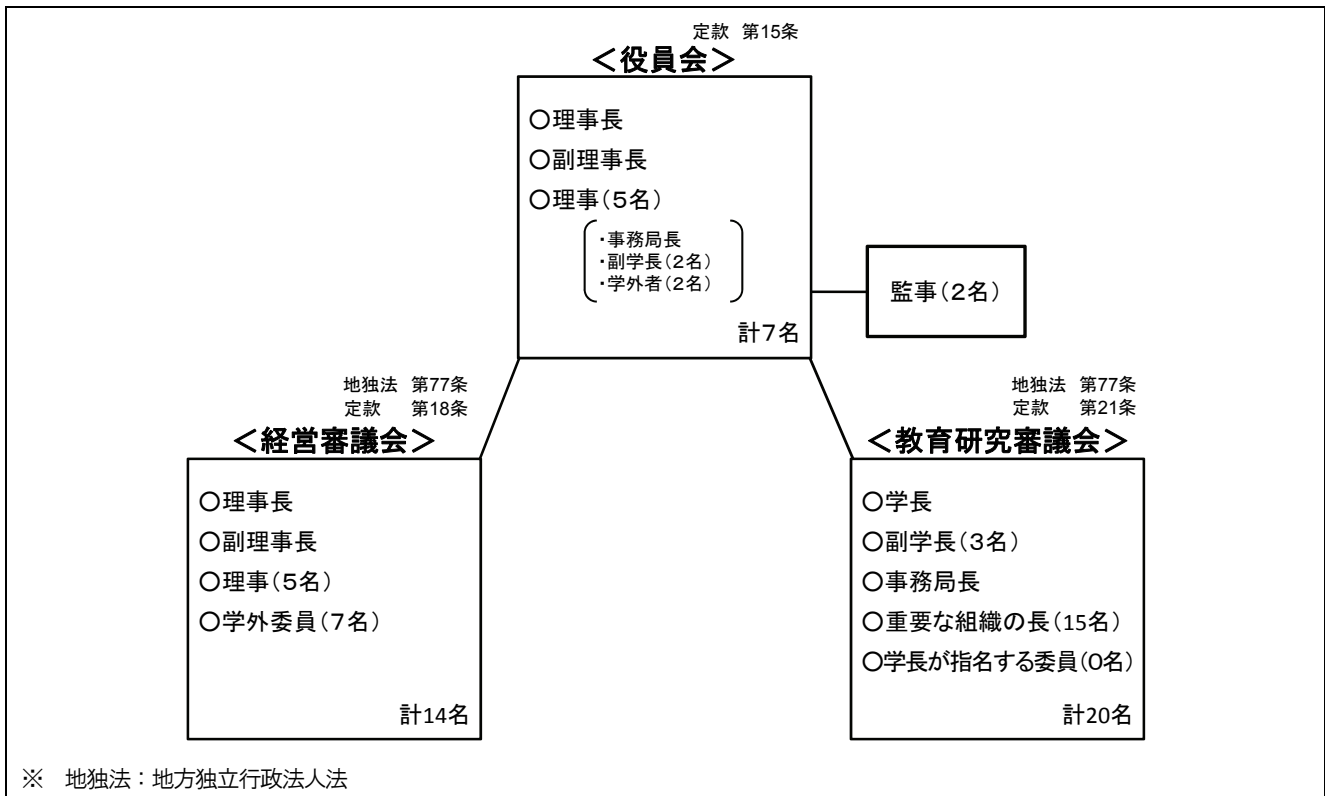 定款 第15条
＜役員会＞
○理事長
○副理事長
○理事(５名)
・事務局長
・副学長(２名)
・学外者(２名)
計７名
監事(２名)
地独法 第77条
定款 第18条
＜経営審議会＞
○理事長
○副理事長
○理事(５名)
○学外委員(７名)
計14名
地独法 第77条
定款 第21条
＜教育研究審議会＞
○学長
○副学長(３名)
○事務局長
○重要な組織の長(15名)
○学長が指名する委員(0名)
計20名
※ 地独法：地方独立行政法人法